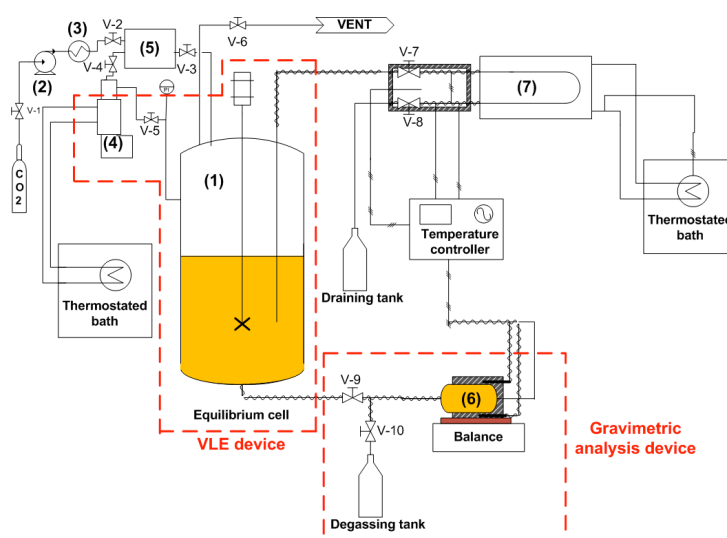 V-2
(3)
VENT
V-6
(5)
V-4
V-3
V-7
(2)
PI
(7)
V-1
V-5
V-8
(4)
CO2
(1)
Thermostated
bath
Temperature
controller
Draining tank
Thermostated
bath
V-9
(6)
Equilibrium cell
VLE device
V-10
Balance
Gravimetric
analysis device
Degassing tank